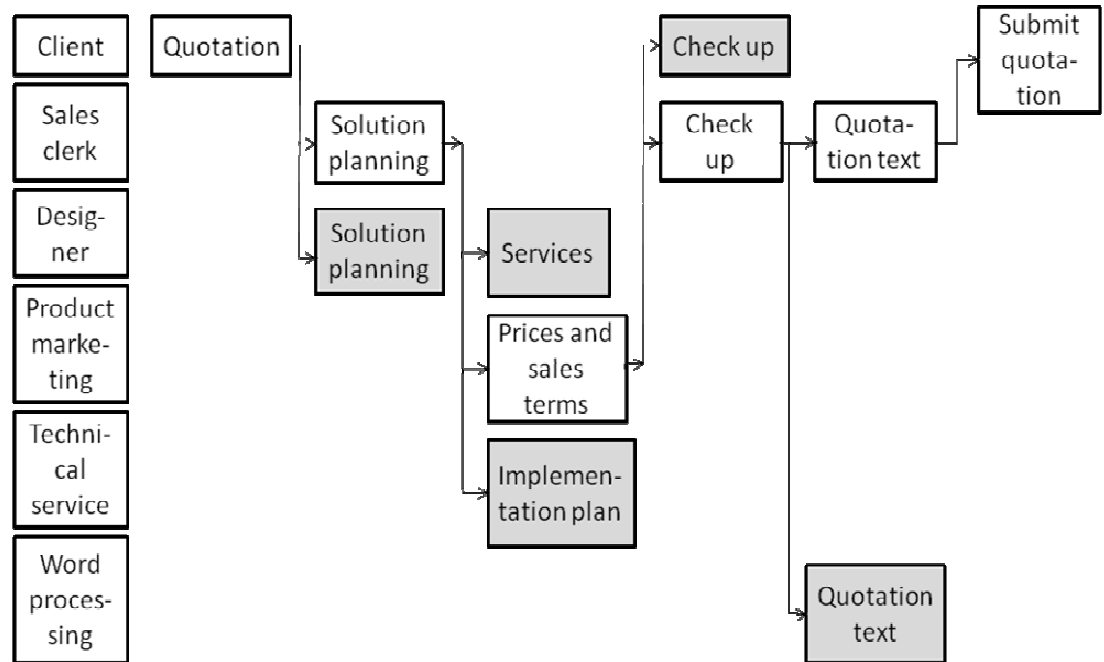 Client
Quotation
Check up
Submit
quota-
tion
Sales
clerk
Solution
planning
Check
up
Quota-
tion text
Desig-
ner
Solution
planning
Services
Product
marke-
ting
Prices and
sales
terms
Techni-
cal
service
Implemen-
tation plan
Word
proces-
sing
Quotation
text